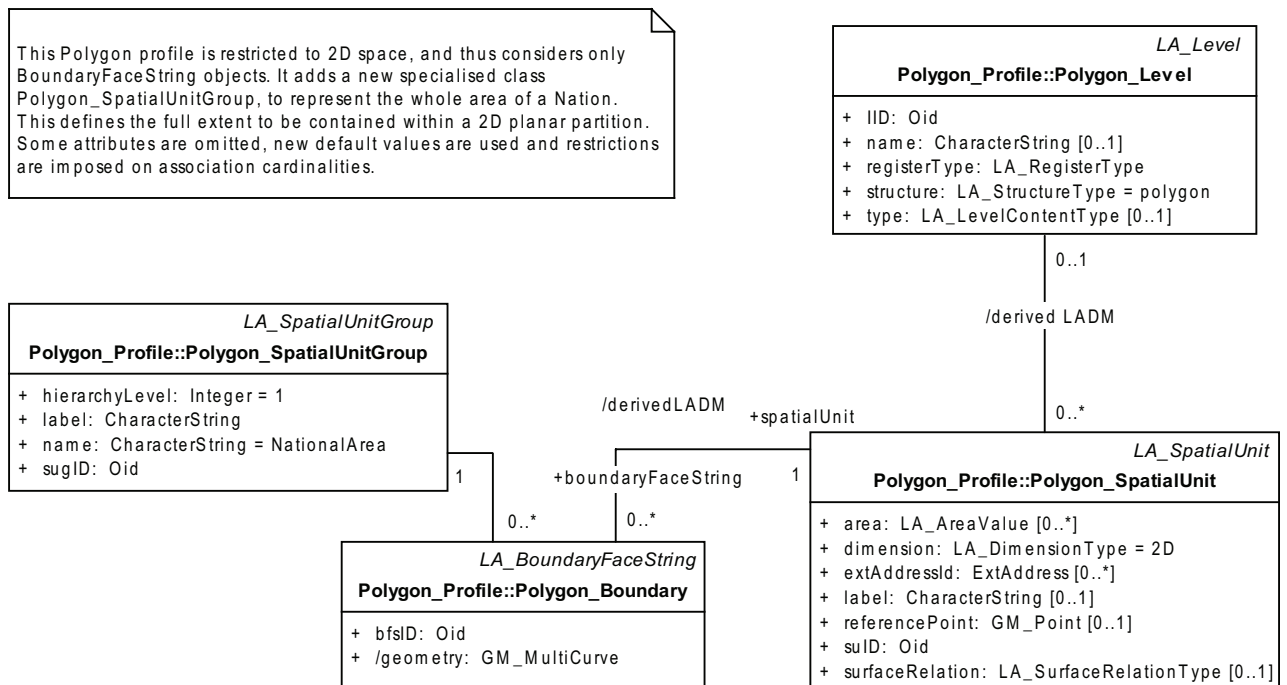 This Polygon profile is restricted to 2D space, and thus considers only
BoundaryFaceString objects. It adds a new specialised class
Polygon_SpatialUnitGroup, to represent the whole area of a Nation.
This defines the full extent to be contained within a 2D planar partition.
Some attributes are omitted, new default values are used and restrictions
are imposed on association cardinalities.
LA_Level
Polygon_Profile::Polygon_Level
+ lID: Oid
+ name: CharacterString [0..1]
+ registerType: LA_RegisterType
+ structure: LA_StructureType = polygon
+ type: LA_LevelContentType [0..1]
0..1
/derived LADM
0..*
LA_SpatialUnitGroup
Polygon_Profile::Polygon_SpatialUnitGroup
+ hierarchyLevel: Integer = 1
+ label: CharacterString
+ name: CharacterString = NationalArea
+ sugID: Oid
1
0..*
/derivedLADM
+spatialUnit
+boundaryFaceString
1
0..*
LA_BoundaryFaceString
Polygon_Profile::Polygon_Boundary
+ bfsID: Oid
+ /geometry: GM_MultiCurve
LA_SpatialUnit
Polygon_Profile::Polygon_SpatialUnit
+ area: LA_AreaValue [0..*]
+ dimension: LA_DimensionType = 2D
+ extAddressId: ExtAddress [0..*]
+ label: CharacterString [0..1]
+ referencePoint: GM_Point [0..1]
+ suID: Oid
+ surfaceRelation: LA_SurfaceRelationType [0..1]